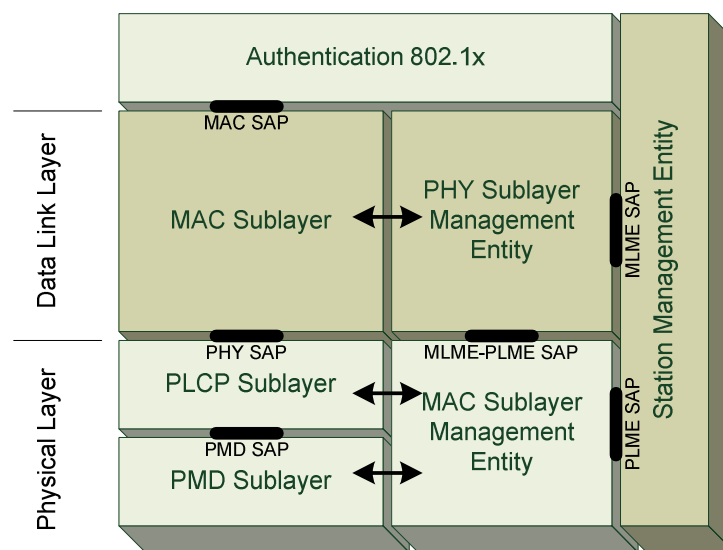 Authentication 802.1x
MAC SAP
Data Link Layer
MAC Sublayer
PHY Sublayer
Management
Entity
MLME SAP
Station Management Entity
PHY SAP
MLME-PLME SAP
Physical Layer
PLCP Sublayer
MAC Sublayer
Management
Entity
PLME SAP
PMD SAP
PMD Sublayer